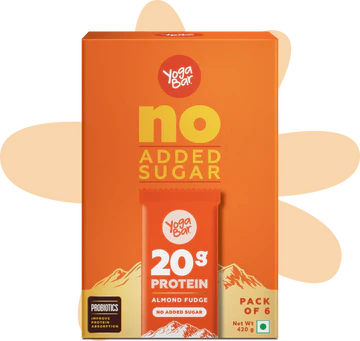 Yoga
Bar
no
ADDED
SUGAR
Yoga
Bar
20g
PROTEIN
ALMOND FUDGE
NO ADDED SUGAR
PROBIOTICS
IMPROVE
PROTEIN
ABSORPTION
PACK
OF 6
Net Wt
420 g